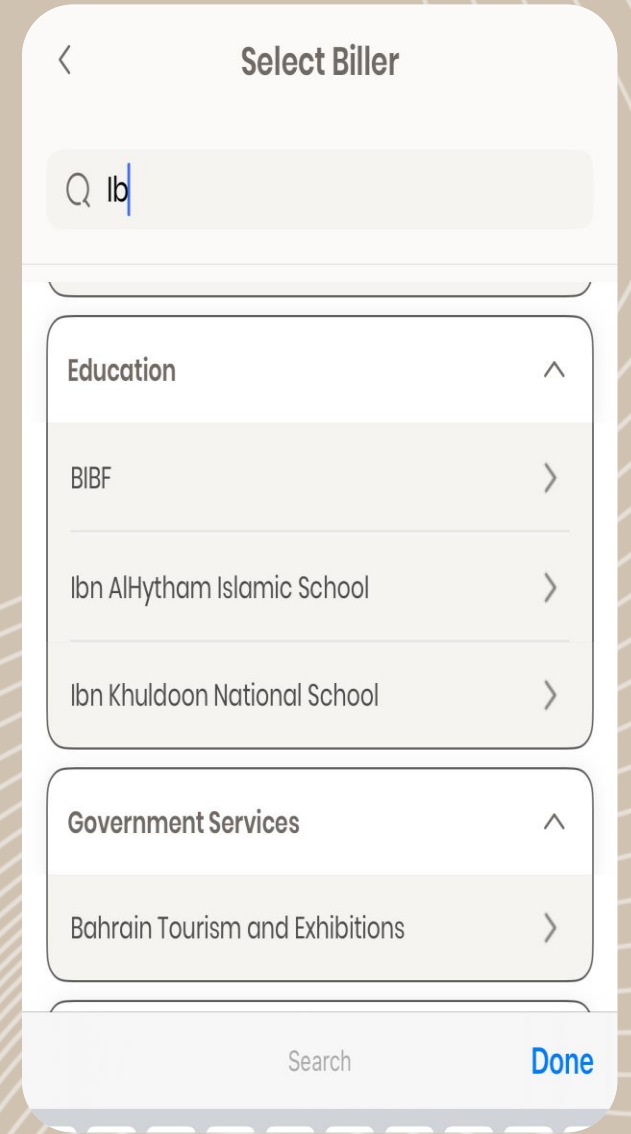 Select Biller
Ib
Education
BIBF
Ibn AlHytham Islamic School
Ibn Khuldoon National School
Government Services
Bahrain Tourism and Exhibitions
Search
Done